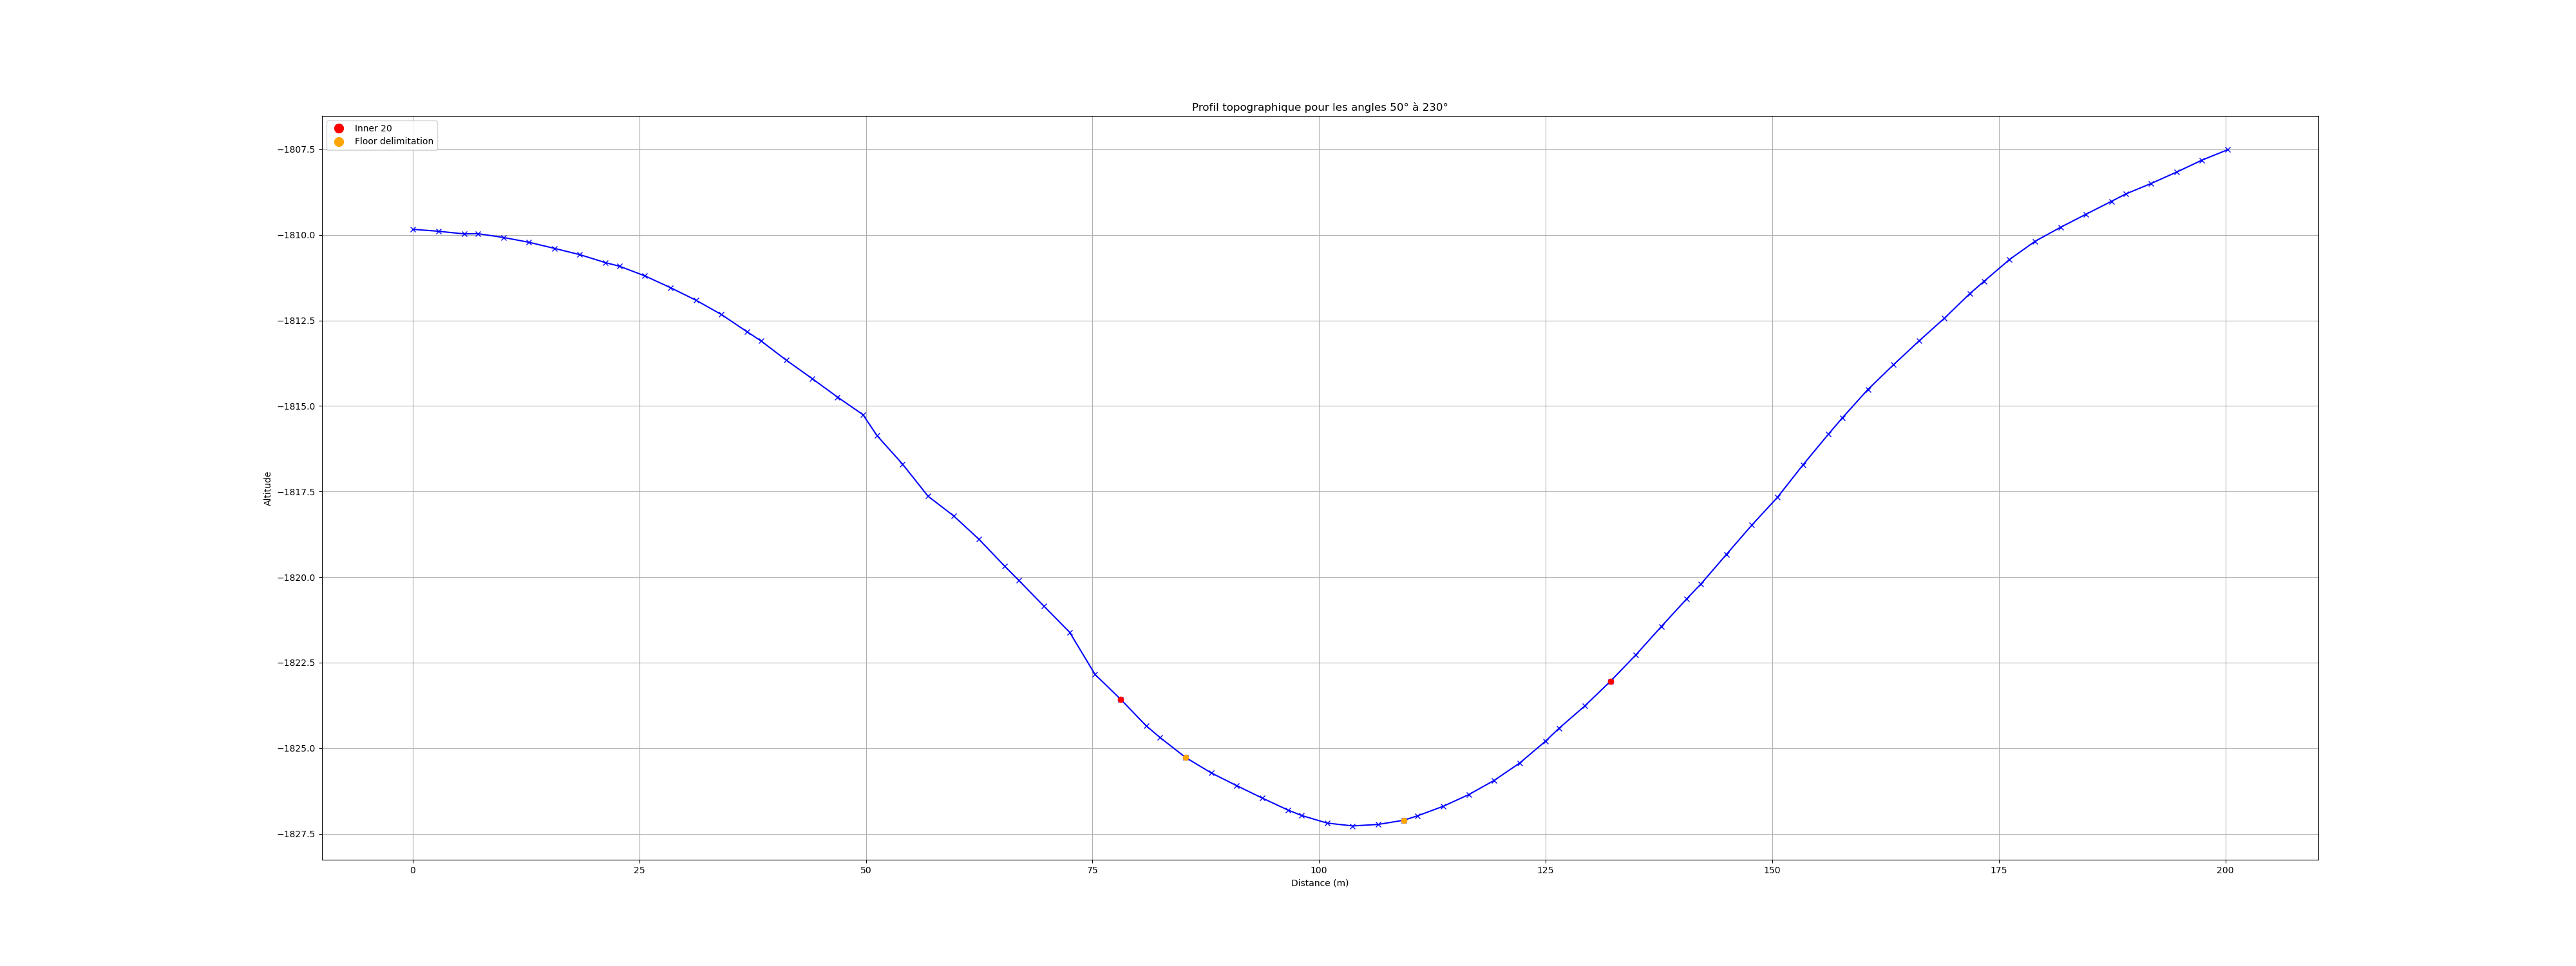 Profil topographique pour les angles 50° à 230°
Inner 20
Floor delimitation
−1807.5
−1810.0
−1812.5
−1815.0
−1817.5
−1820.0
−1822.5
−1825.0
−1827.5
Altitude
0 25 50 75 100 125 150 175 200
Distance (m)